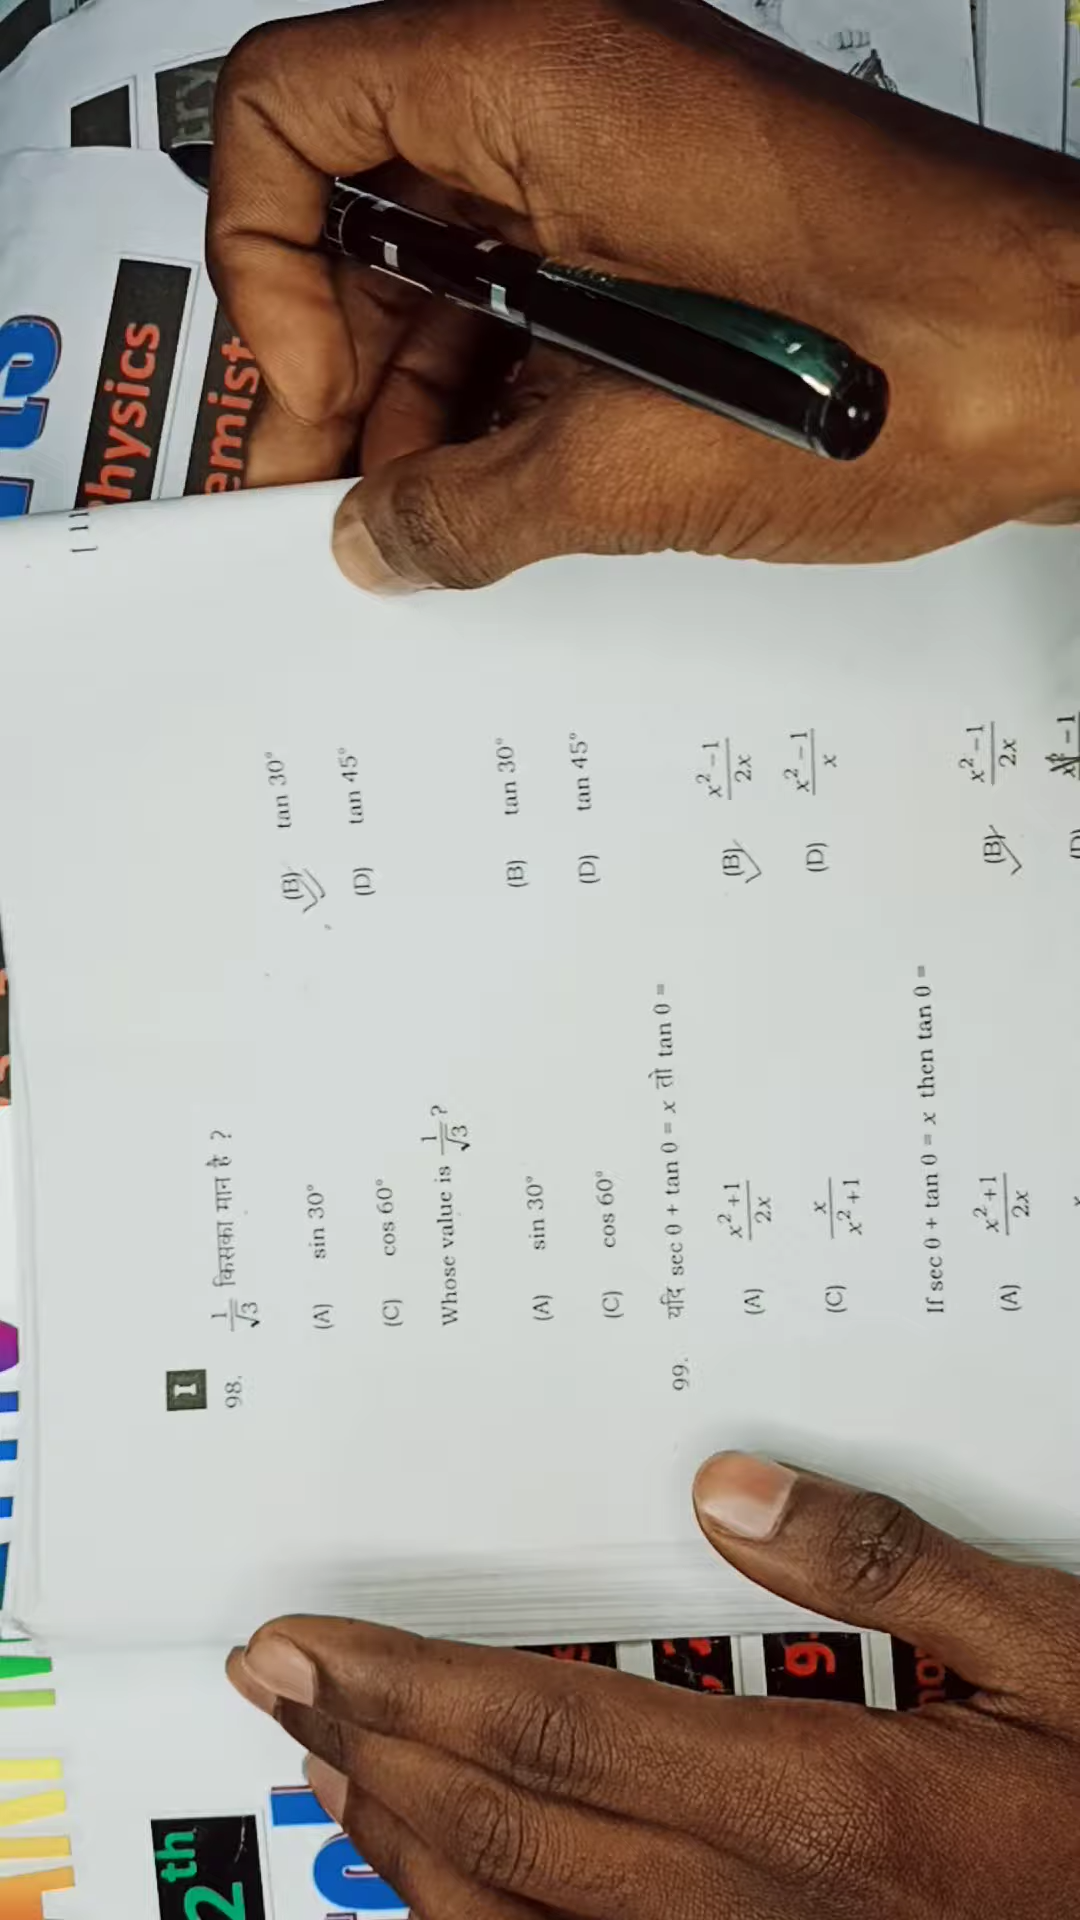 [ 11
I
98. 1/√3 किसका मान है ?
(A) sin 30° (B) tan 30°
(C) cos 60° (D) tan 45°
Whose value is 1/√3 ?
(A) sin 30° (B) tan 30°
(C) cos 60° (D) tan 45°
99. यदि sec θ + tan θ = x तो tan θ =
(A) x² +1/2x (B) x² −1/2x
(C) x/x² +1 (D) x² −1/x
If sec θ + tan θ = x then tan θ =
(A) x² +1/2x (B) x² −1/2x
(D)
hysics
emist
2th
9